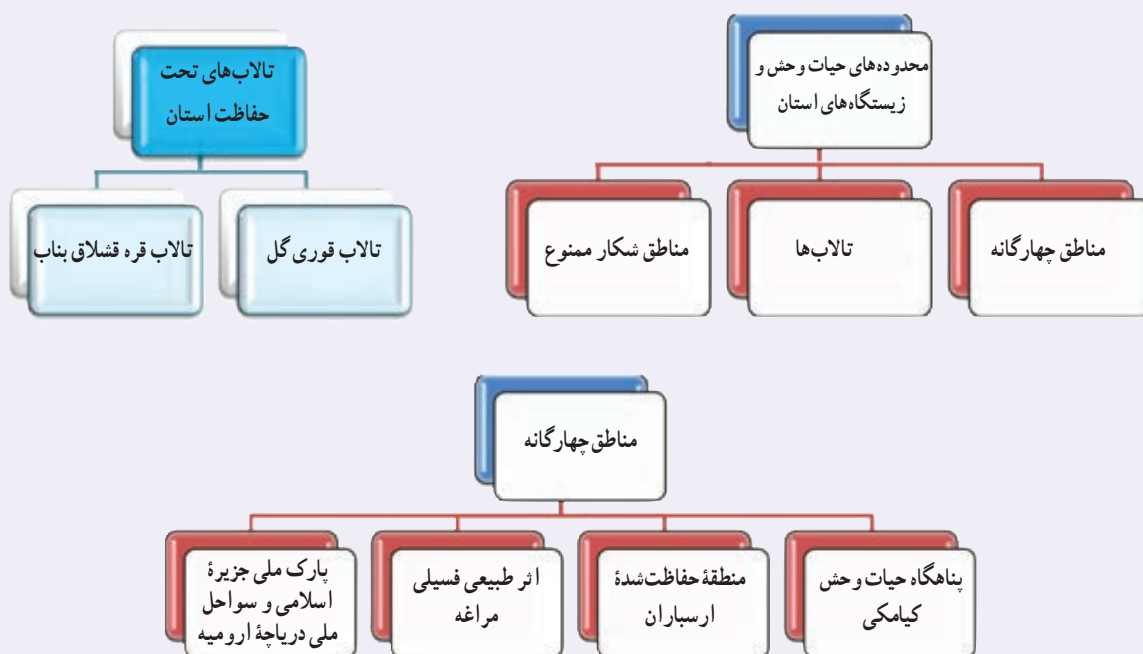 محدوده‌های حیات وحش و
زیستگاه‌های استان
مناطق چهارگانه
تالاب‌ها
مناطق شکار ممنوع
تالاب‌های تحت
حفاظت استان
تالاب قوری گل
تالاب قره قشلاق بناب
مناطق چهارگانه
پناهگاه حیات وحش
کیامکی
منطقهٔ حفاظت‌شدهٔ
ارسباران
اثر طبیعی فسیلی
مراغه
پارک ملی جزیرهٔ
اسلامی و سواحل
ملی دریاچهٔ ارومیه